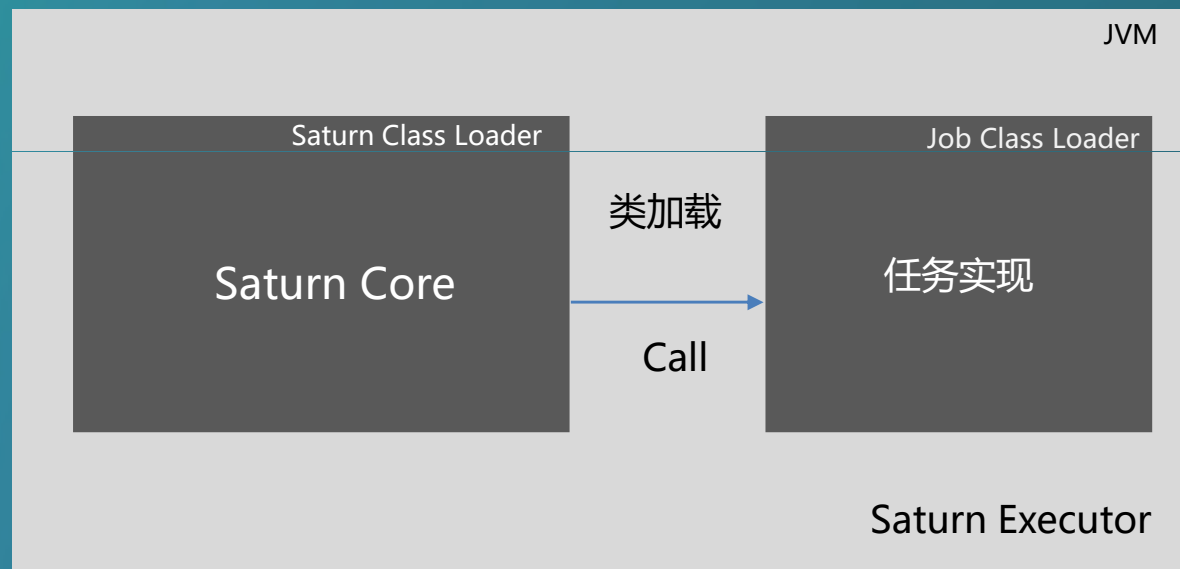 JVM
Saturn Class Loader
Job Class Loader
Saturn Core
类加载
Call
任务实现
Saturn Executor